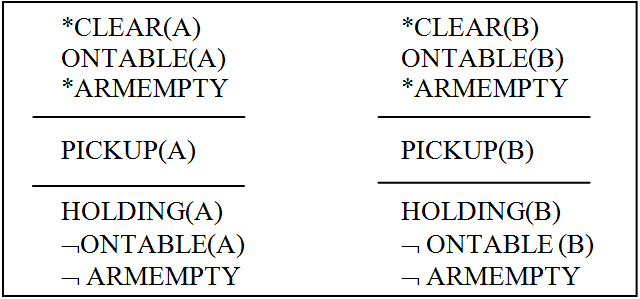 *CLEAR(A)
ONTABLE(A)
*ARMEMPTY
PICKUP(A)
HOLDING(A)
¬ONTABLE(A)
¬ ARMEMPTY
*CLEAR(B)
ONTABLE(B)
*ARMEMPTY
PICKUP(B)
HOLDING(B)
¬ ONTABLE (B)
¬ ARMEMPTY